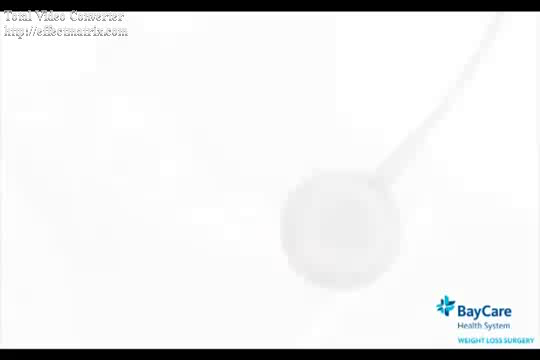 Total Video Converter
http://effectmatrix.com
BayCare
Health System
WEIGHT LOSS SURGERY